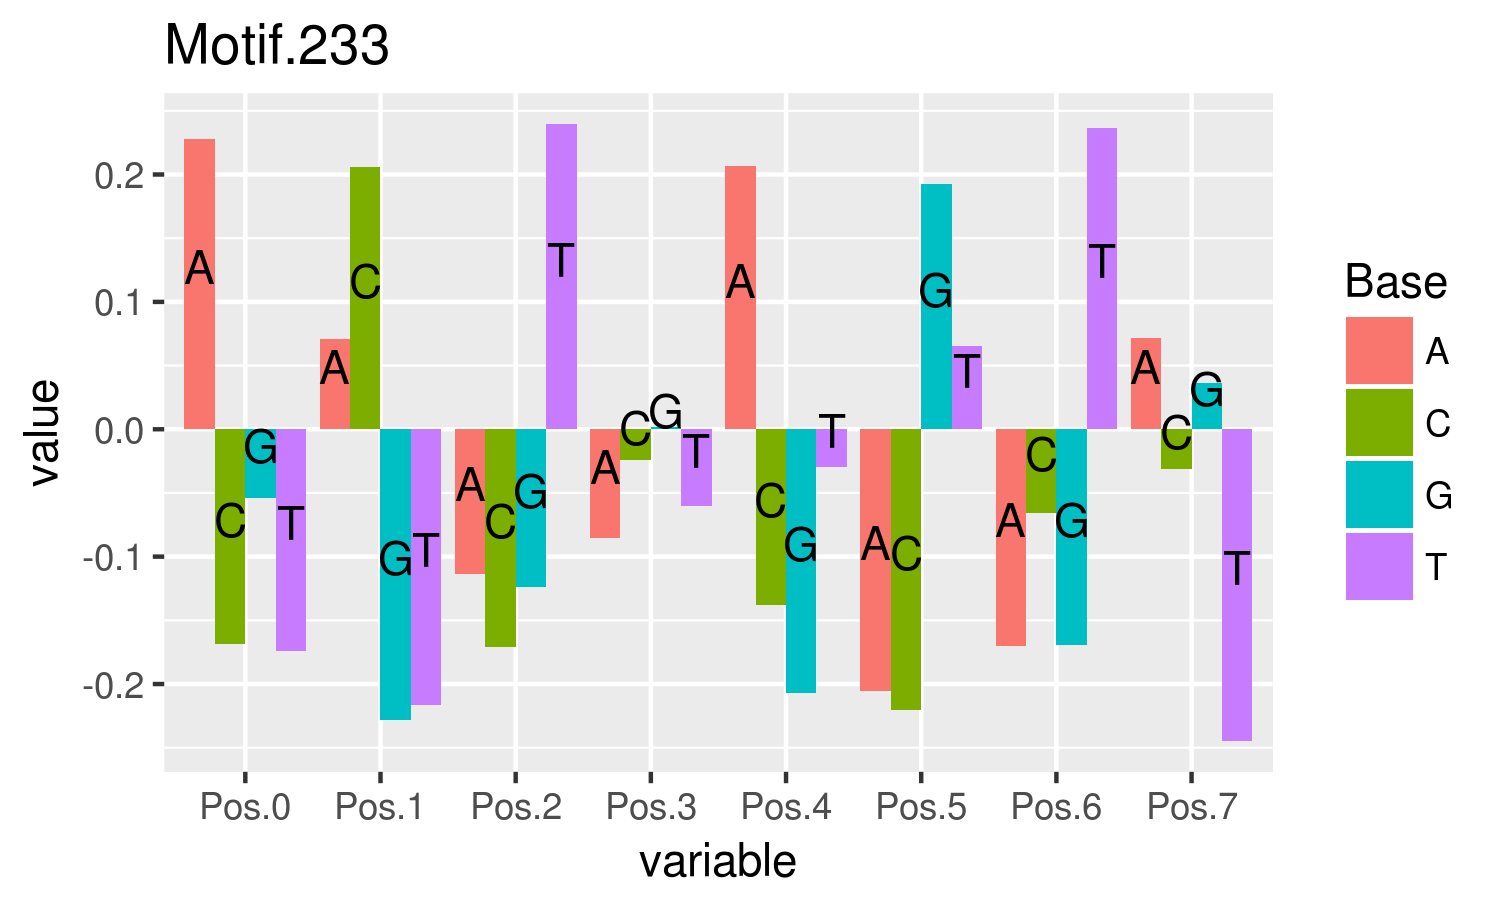 Motif.233
value
0.2
0.1
0.0
-0.1
-0.2
A C G T
A C G T
A C G T
A C G T
A C G T
A C G T
A C G T
A C G T
Pos.0 Pos.1 Pos.2 Pos.3 Pos.4 Pos.5 Pos.6 Pos.7
variable
Base
A
C
G
T